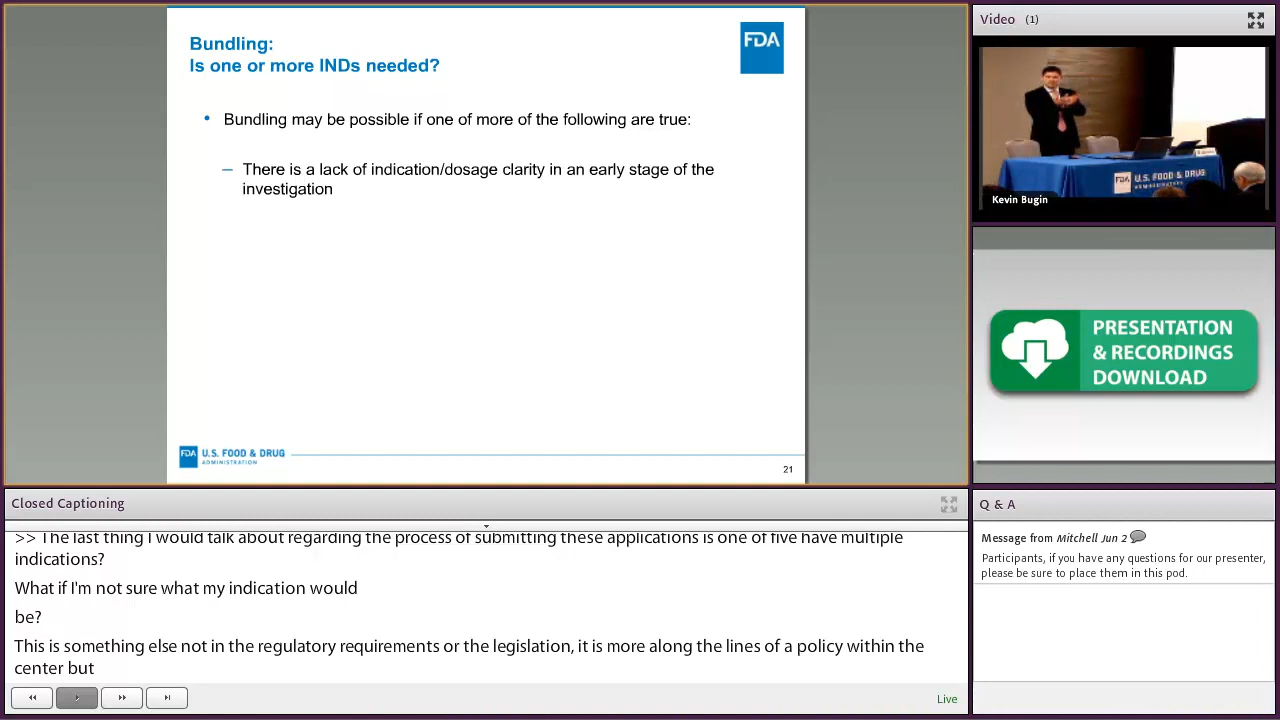 Bundling:
Is one or more INDs needed?
FDA
• Bundling may be possible if one of more of the following are true:
– There is a lack of indication/dosage clarity in an early stage of the
investigation
FDA U.S. FOOD & DRUG
ADMINISTRATION
21
Video (1)
FDA U.S. FOOD & DRUG
ADMINISTRATION
Kevin Bugin
PRESENTATION
& RECORDINGS
DOWNLOAD
Closed Captioning
>> The last thing I would talk about regarding the process of submitting these applications is one of five have multiple
indications?
What if I'm not sure what my indication would
be?
This is something else not in the regulatory requirements or the legislation, it is more along the lines of a policy within the
center but
Live
Q & A
Message from Mitchell Jun 2
Participants, if you have any questions for our presenter,
please be sure to place them in this pod.